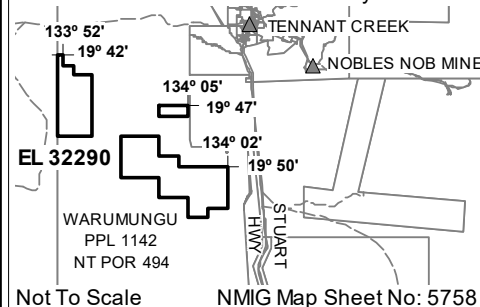 TENNANT CREEK
133º 52'
19º 42'
NOBLES NOB MINE
134º 05'
19º 47'
134º 02'
EL 32290
19º 50'
WARUMUNGU
PPL 1142
NT POR 494
STUART
HWY
Not To Scale
NMIG Map Sheet No: 5758